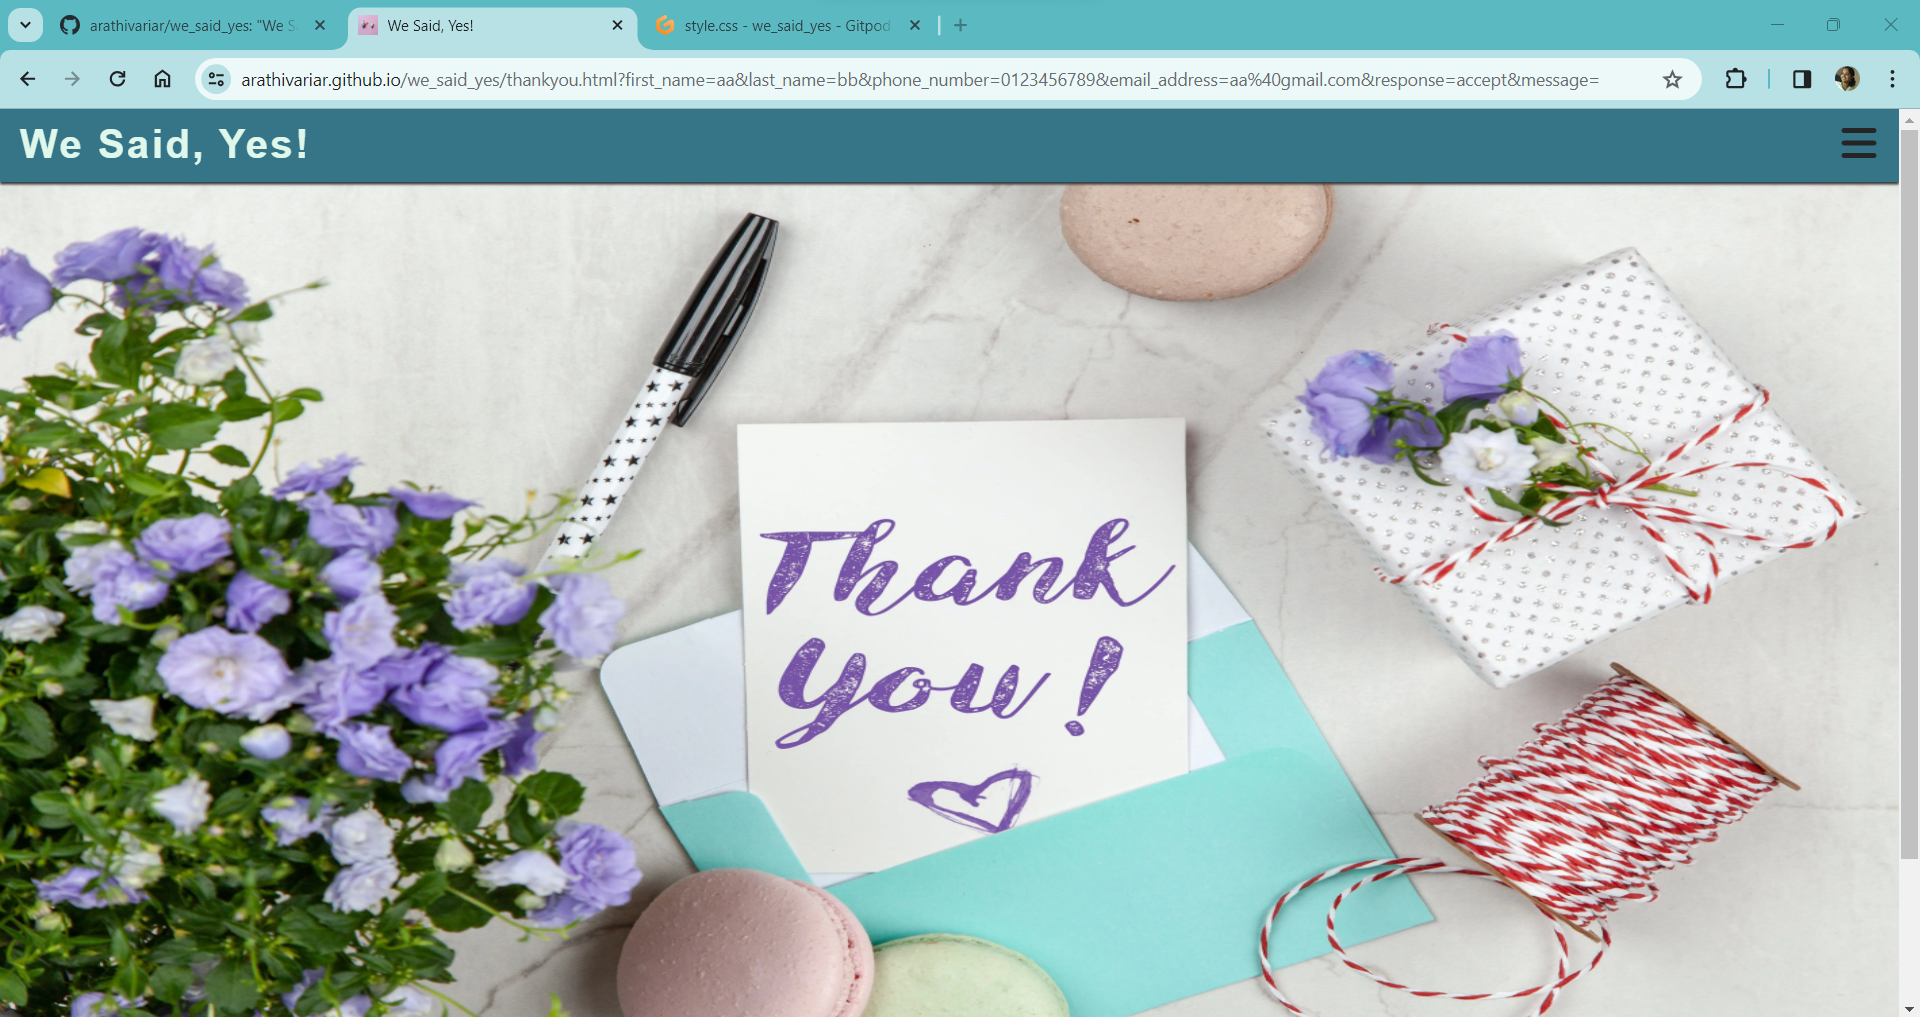 arathivariar/we_said_yes: "We S
We Said, Yes!
style.css - we_said_yes - Gitpod
arathivariar.github.io/we_said_yes/thankyou.html?first_name=aa&last_name=bb&phone_number=0123456789&email_address=aa%40gmail.com&response=accept&message=
We Said, Yes!
Thank
You!